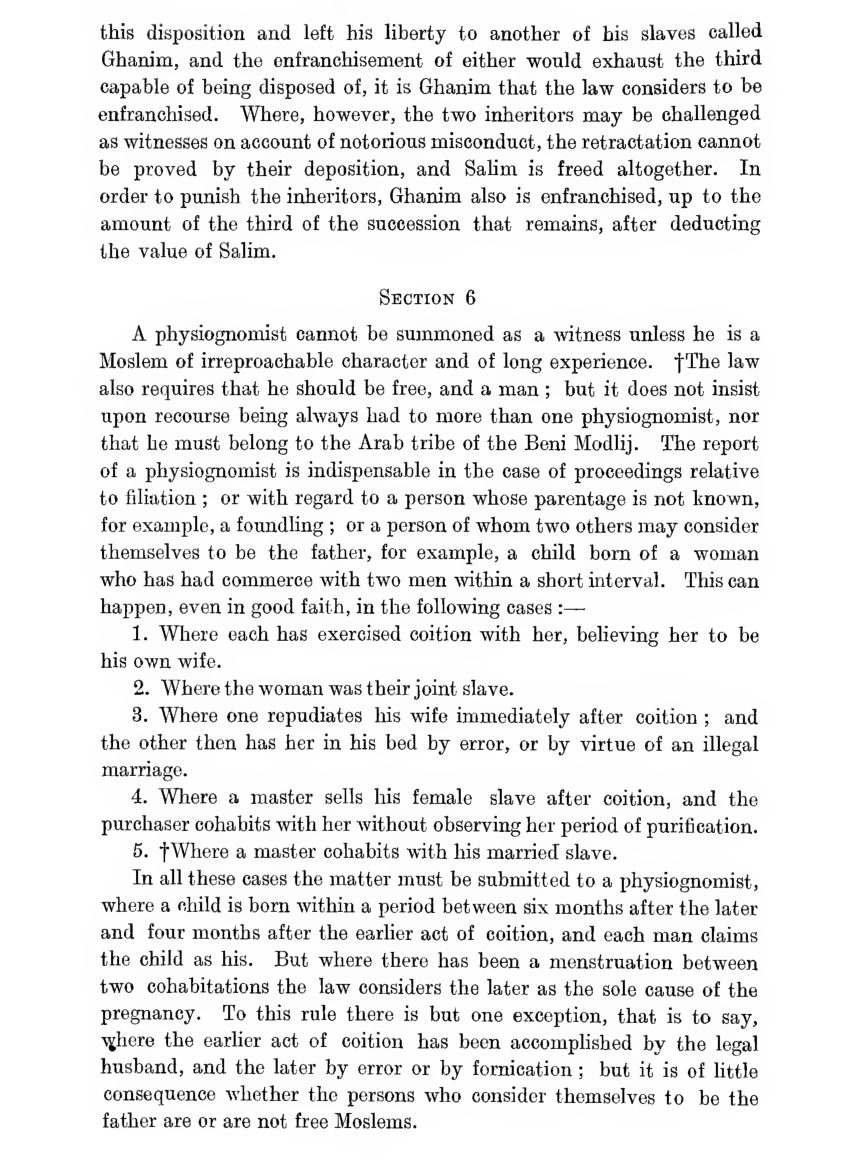 this disposition and left his liberty to another of his slaves called
Ghanim, and the enfranchisement of either would exhaust the third
capable of being disposed of, it is Ghanim that the law considers to be
enfranchised. Where, however, the two inheritors may be challenged
as witnesses on account of notorious misconduct, the retractation cannot
be proved by their deposition, and Salim is freed altogether. In
order to punish the inheritors, Ghanim also is enfranchised, up to the
amount of the third of the succession that remains, after deducting
the value of Salim.
SECTION 6
A physiognomist cannot be summoned as a witness unless he is a
Moslem of irreproachable character and of long experience. †The law
also requires that he should be free, and a man ; but it does not insist
upon recourse being always had to more than one physiognomist, nor
that he must belong to the Arab tribe of the Beni Modlij. The report
of a physiognomist is indispensable in the case of proceedings relative
to filiation ; or with regard to a person whose parentage is not known,
for example, a foundling ; or a person of whom two others may consider
themselves to be the father, for example, a child born of a woman
who has had commerce with two men within a short interval. This can
happen, even in good faith, in the following cases :—
1. Where each has exercised coition with her, believing her to be
his own wife.
2. Where the woman was their joint slave.
3. Where one repudiates his wife immediately after coition ; and
the other then has her in his bed by error, or by virtue of an illegal
marriage.
4. Where a master sells his female slave after coition, and the
purchaser cohabits with her without observing her period of purification.
5. †Where a master cohabits with his married slave.
In all these cases the matter must be submitted to a physiognomist,
where a child is born within a period between six months after the later
and four months after the earlier act of coition, and each man claims
the child as his. But where there has been a menstruation between
two cohabitations the law considers the later as the sole cause of the
pregnancy. To this rule there is but one exception, that is to say,
where the earlier act of coition has been accomplished by the legal
husband, and the later by error or by fornication ; but it is of little
consequence whether the persons who consider themselves to be the
father are or are not free Moslems.